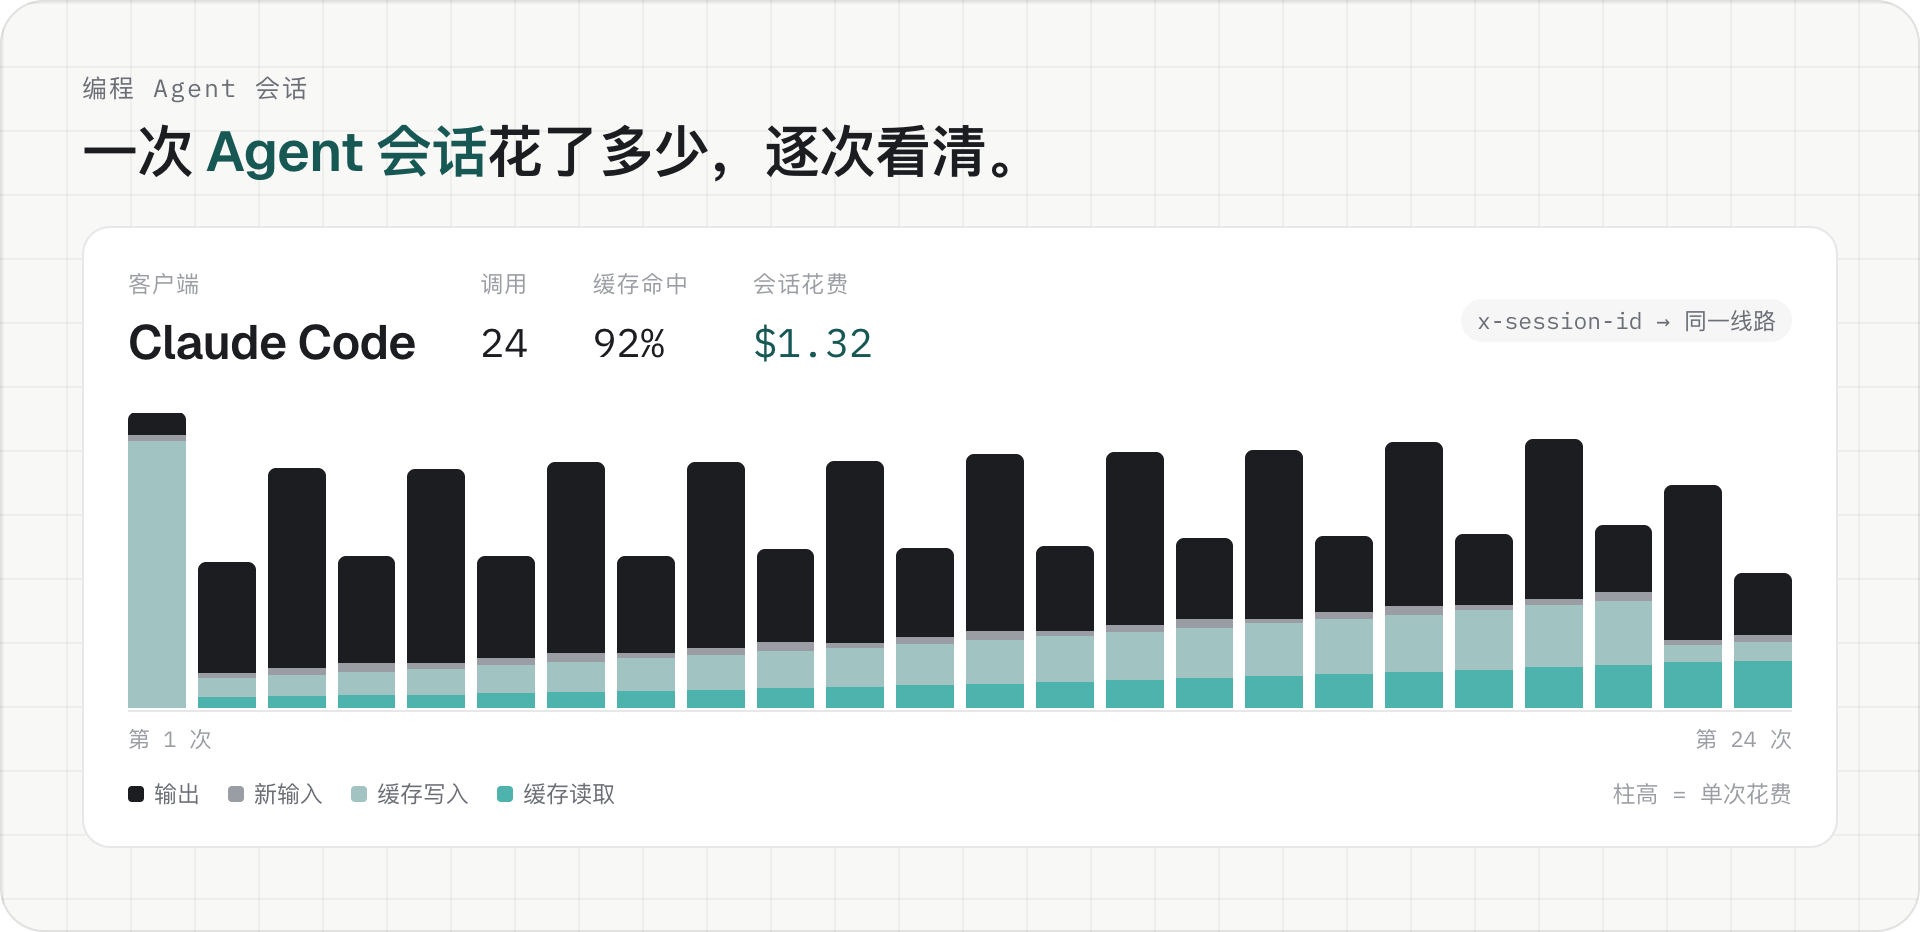 编程 Agent 会话
一次 Agent 会话花了多少，逐次看清。
客户端 调用 缓存命中 会话花费
Claude Code 24 92% $1.32
x-session-id → 同一线路
第 1 次 第 24 次
输出 新输入 缓存写入 缓存读取 柱高 = 单次花费